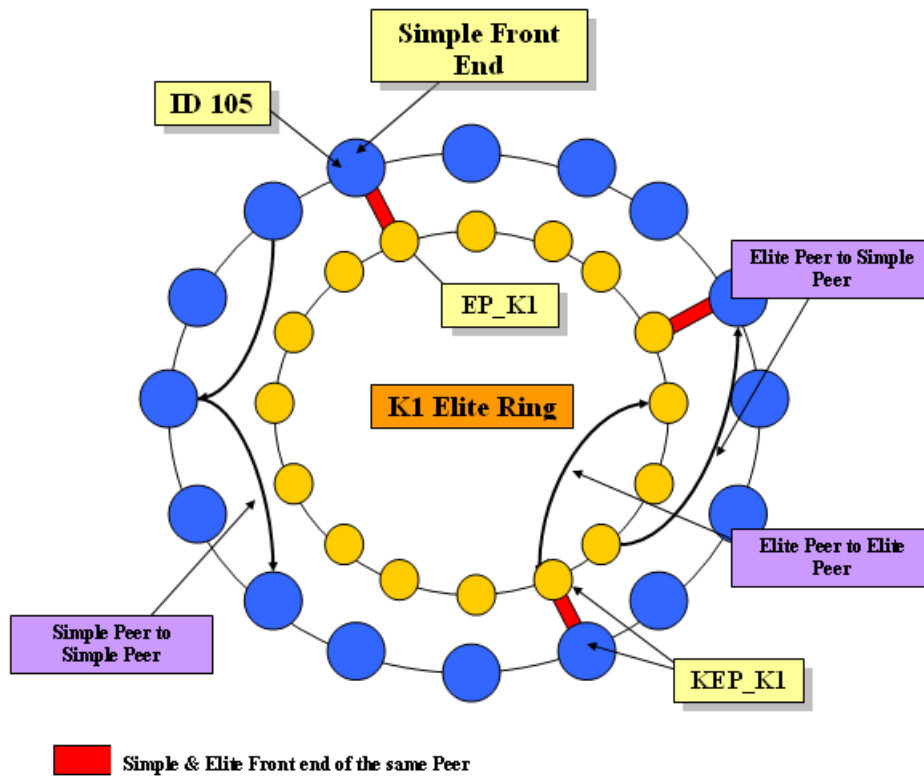 Simple Front
End
ID 105
Elite Peer to Simple
Peer
EP_K1
K1 Elite Ring
Elite Peer to Elite
Peer
Simple Peer to
Simple Peer
KEP_K1
Simple & Elite Front end of the same Peer